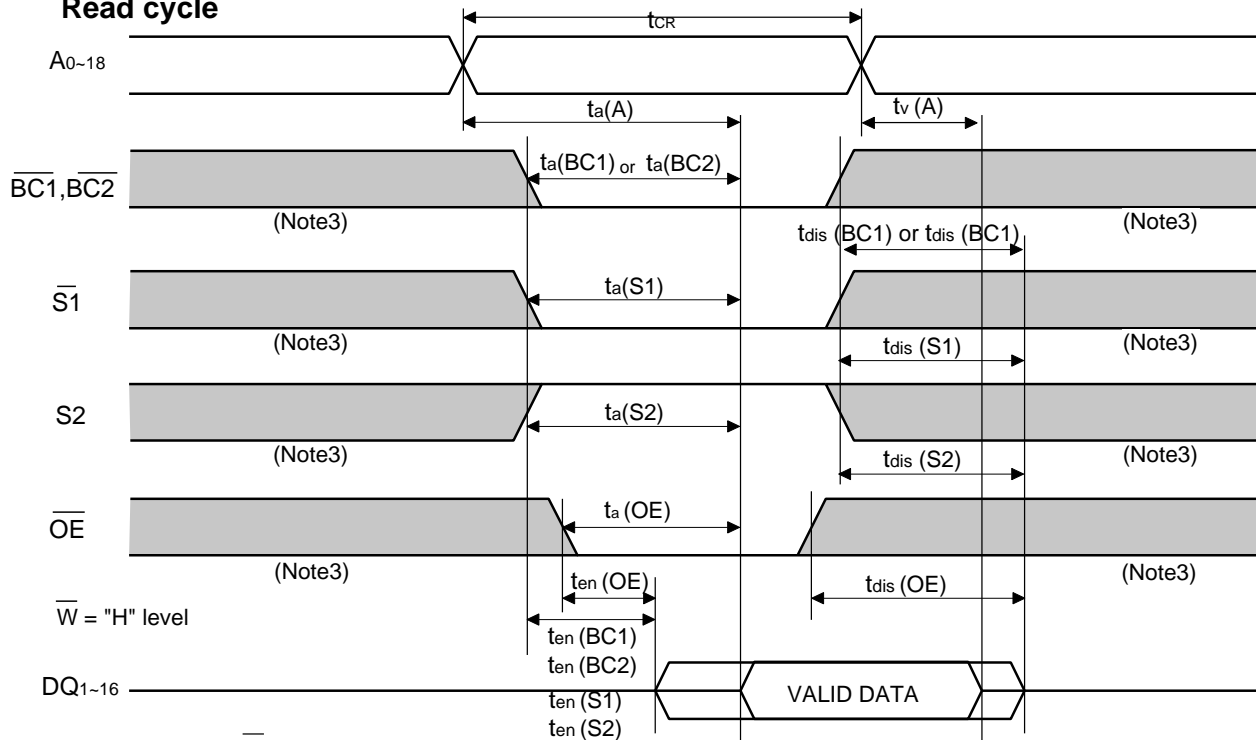 Read cycle
tCR
A0~18
ta(A)
tv (A)
BC1,BC2
ta(BC1) or ta(BC2)
(Note3)
(Note3)
tdis (BC1) or tdis (BC1)
S1
ta(S1)
(Note3)
(Note3)
tdis (S1)
S2
ta(S2)
(Note3)
(Note3)
tdis (S2)
OE
ta (OE)
(Note3)
(Note3)
ten (OE)
tdis (OE)
W = "H" level
ten (BC1)
ten (BC2)
DQ1~16
VALID DATA
ten (S1)
ten (S2)